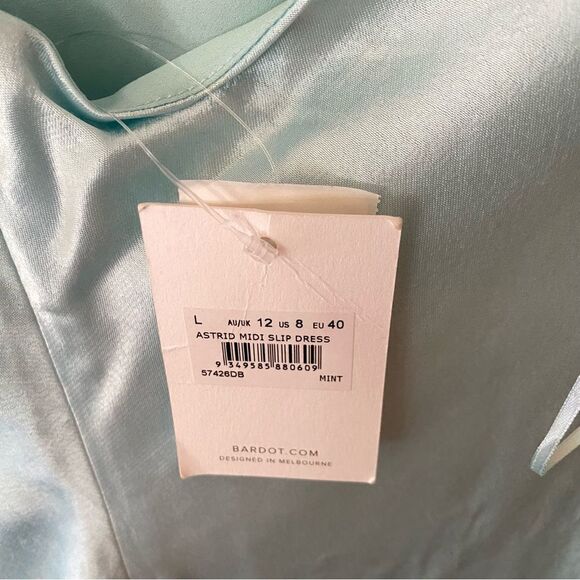 L AU/UK 12 US 8 EU 40
ASTRID MIDI SLIP DRESS
9 349585 880609
57426DB MINT
BARDOT.COM
DESIGNED IN MELBOURNE